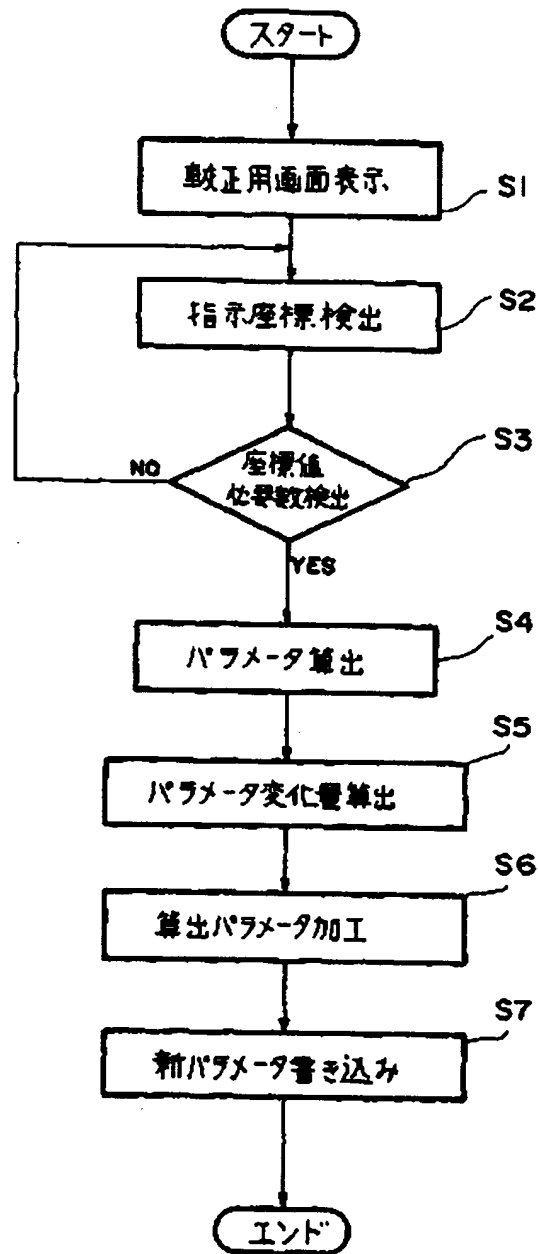 スタート
較正用画面表示
S1
指示座標検出
S2
座標値
必要数検出
S3
NO
YES
パラメータ算出
S4
パラメータ変化量算出
S5
算出パラメータ加工
S6
新パラメータ書き込み
S7
エンド